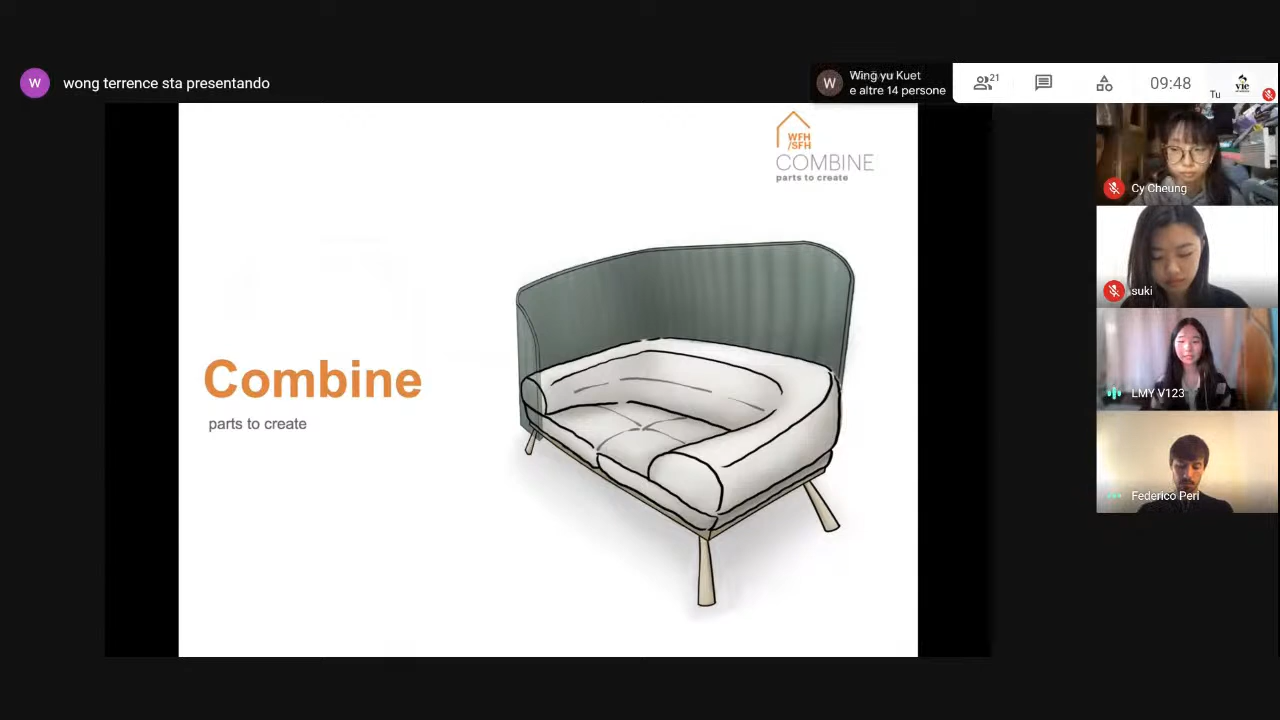 W
wong terrence sta presentando
W
Wing yu Kuet
e altre 14 persone
21
09:48
Tu
vie
WFH
/SFH
COMBINE
parts to create
Combine
parts to create
Cy Cheung
suki
LMY V123
Federico Peri